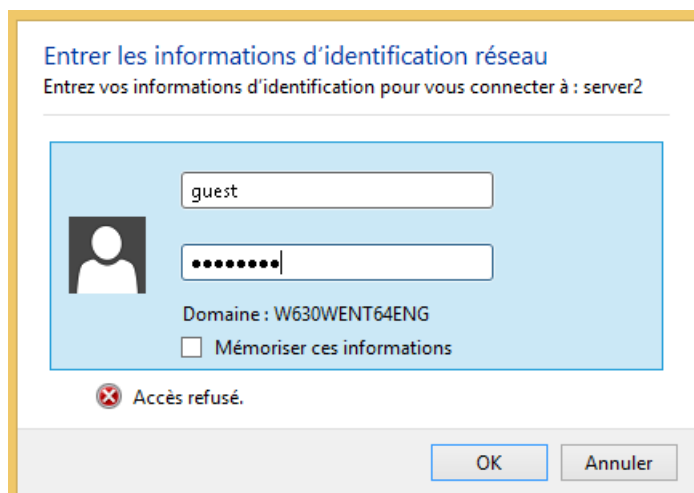 Entrer les informations d’identification réseau
Entrez vos informations d’identification pour vous connecter à : server2
guest
●●●●●●●●
Domaine : W630WENT64ENG
Mémoriser ces informations
Accès refusé.
OK
Annuler